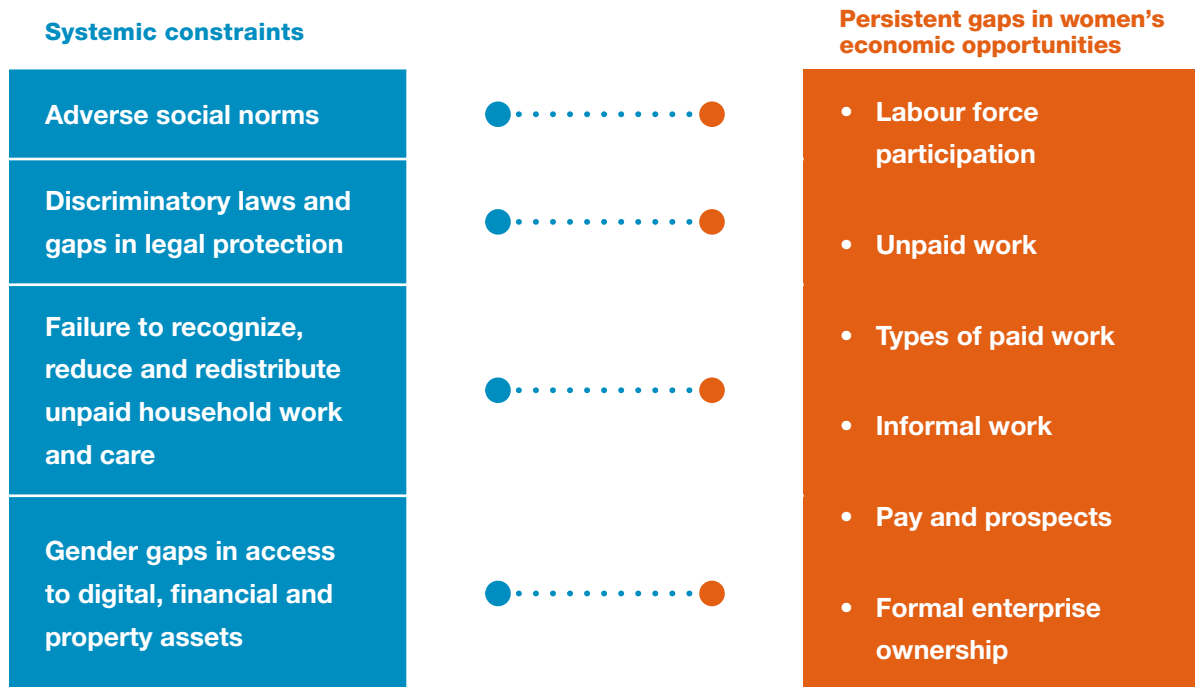 Systemic constraints
Adverse social norms
Discriminatory laws and
gaps in legal protection
Failure to recognize,
reduce and redistribute
unpaid household work
and care
Gender gaps in access
to digital, financial and
property assets
Persistent gaps in women’s
economic opportunities
• Labour force
participation
• Unpaid work
• Types of paid work
• Informal work
• Pay and prospects
• Formal enterprise
ownership